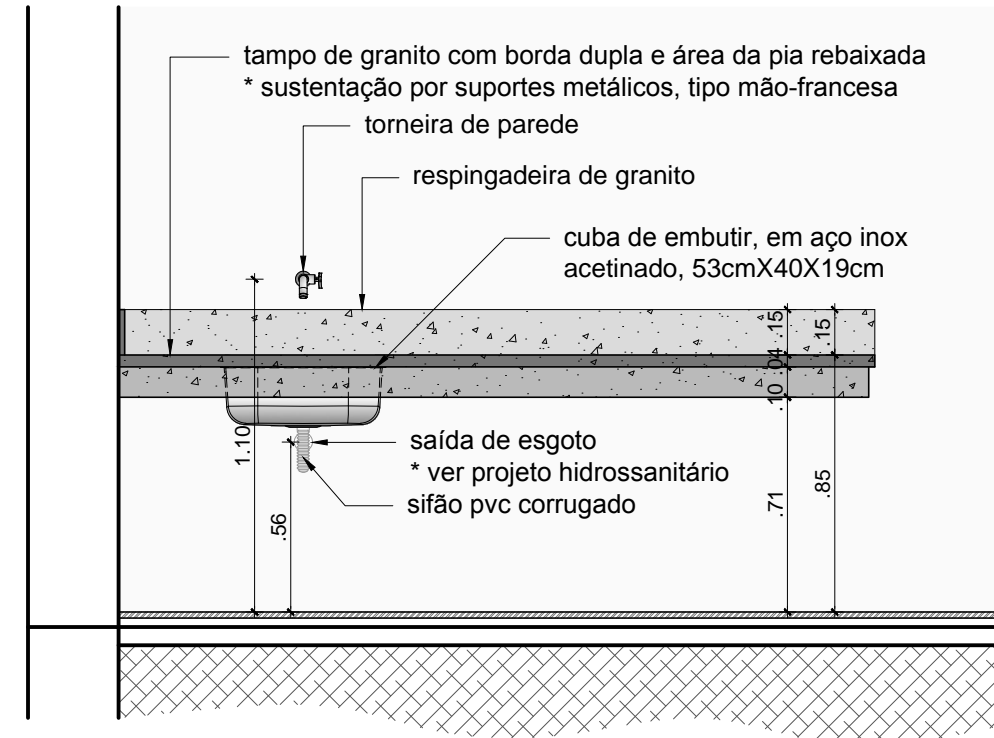 tampo de granito com borda dupla e área da pia rebaixada
* sustentação por suportes metálicos, tipo mão-francesa
torneira de parede
respingadeira de granito
cuba de embutir, em aço inox
acetinado, 53cmX40X19cm
.15
.15
.04
.10
1.10
saída de esgoto
* ver projeto hidrossanitário
sifão pvc corrugado
.56
.71
.85